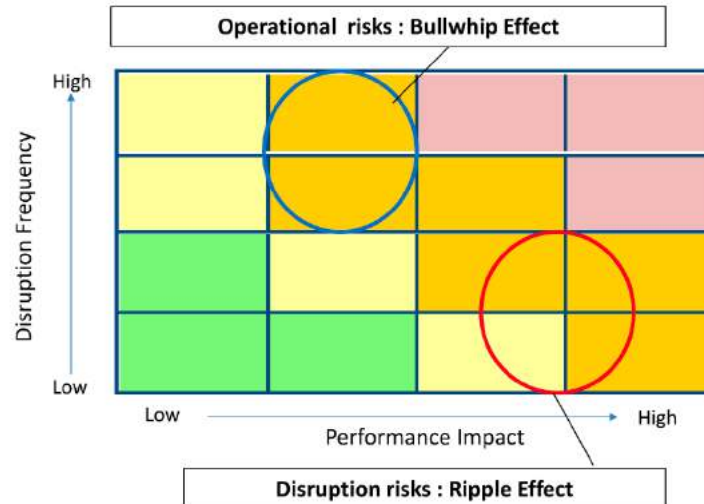 Operational risks : Bullwhip Effect
High
Disruption Frequency
Low
Low
High
Performance Impact
Disruption risks : Ripple Effect